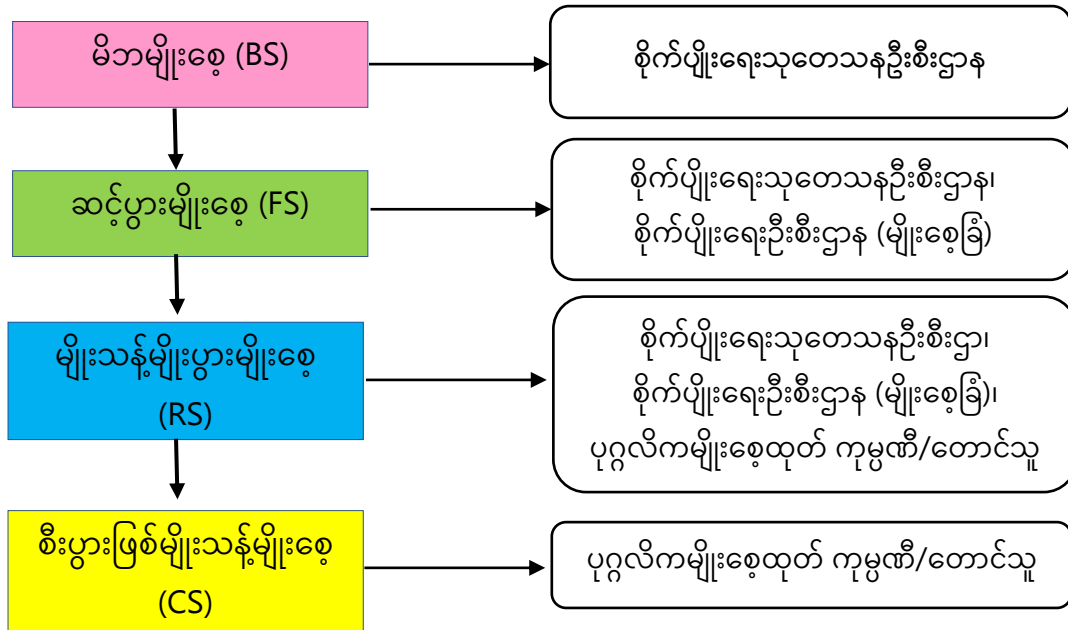 မိဘမျိုးစေ့ (BS)
စိုက်ပျိုးရေးသုတေသနဦးစီးဌာန
ဆင့်ပွားမျိုးစေ့ (FS)
စိုက်ပျိုးရေးသုတေသနဦးစီးဌာန၊
စိုက်ပျိုးရေးဦးစီးဌာန (မျိုးစေ့ခြံ)
မျိုးသန့်မျိုးပွားမျိုးစေ့
(RS)
စိုက်ပျိုးရေးသုတေသနဦးစီးဌာ၊
စိုက်ပျိုးရေးဦးစီးဌာန (မျိုးစေ့ခြံ)၊
ပုဂ္ဂလိကမျိုးစေ့ထုတ် ကုမ္ပဏီ/တောင်သူ
စီးပွားဖြစ်မျိုးသန့်မျိုးစေ့
(CS)
ပုဂ္ဂလိကမျိုးစေ့ထုတ် ကုမ္ပဏီ/တောင်သူ